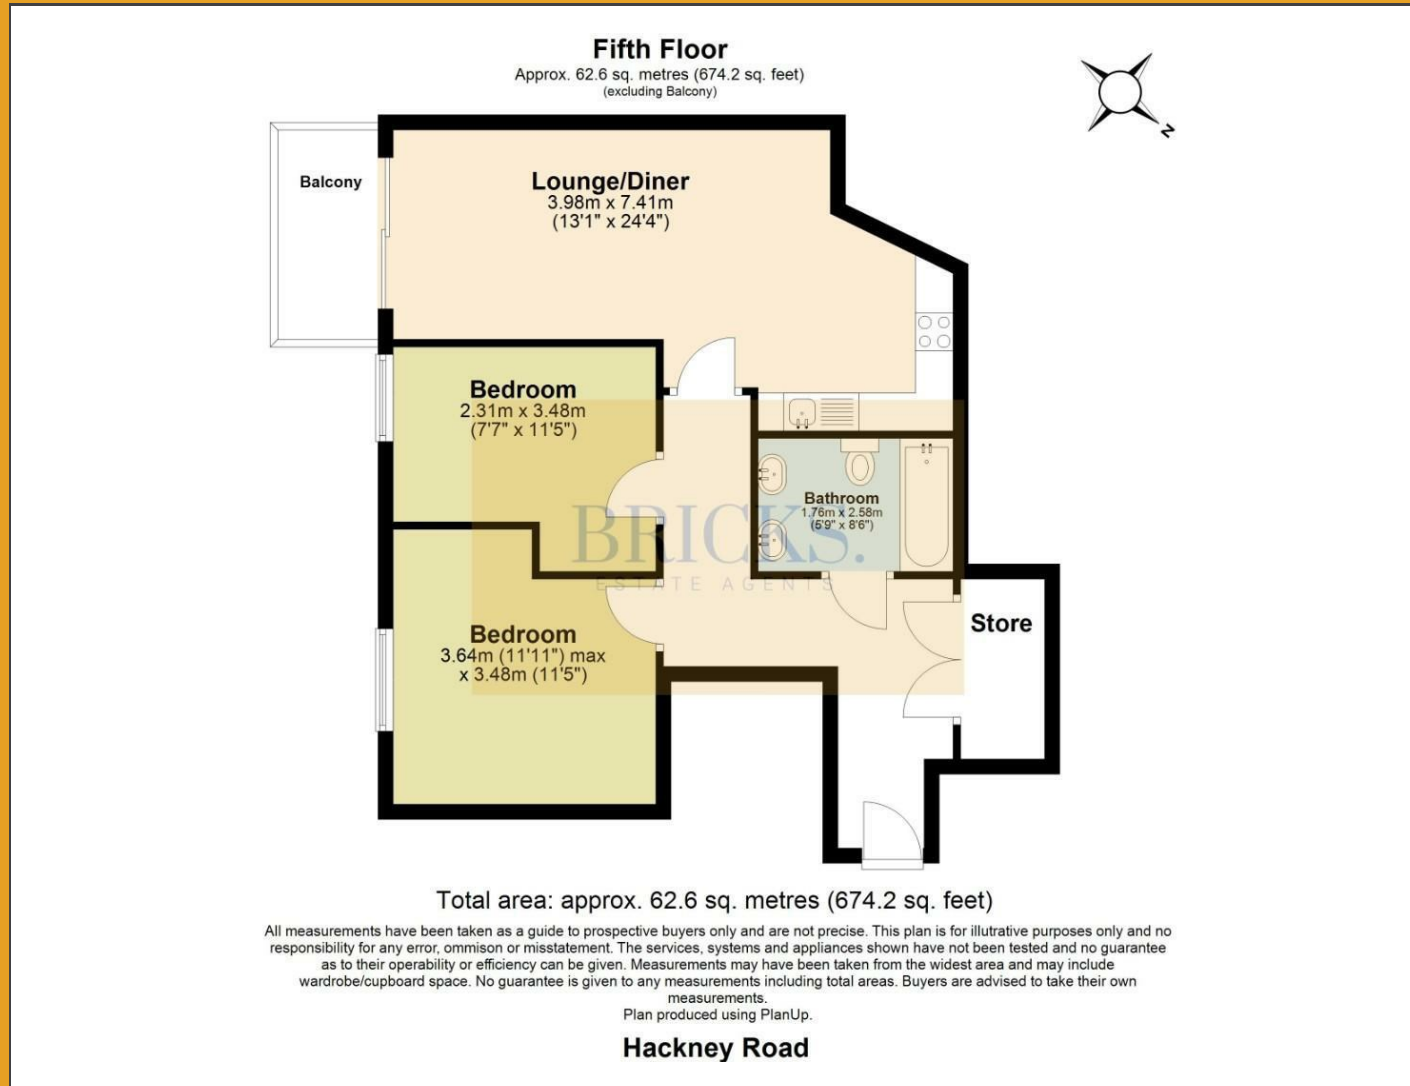 Fifth Floor
Approx. 62.6 sq. metres (674.2 sq. feet)
(excluding Balcony)
N
Balcony
Lounge/Diner
3.98m x 7.41m
(13'1" x 24'4")
Bedroom
2.31m x 3.48m
(7'7" x 11'5")
Bathroom
1.76m x 2.58m
(5'9" x 8'6")
BRICKS.
ESTATE AGENTS
Store
Bedroom
3.64m (11'11") max
x 3.48m (11'5")
Total area: approx. 62.6 sq. metres (674.2 sq. feet)
All measurements have been taken as a guide to prospective buyers only and are not precise. This plan is for illutrative purposes only and no
responsibility for any error, ommison or misstatement. The services, systems and appliances shown have not been tested and no guarantee
as to their operability or efficiency can be given. Measurements may have been taken from the widest area and may include
wardrobe/cupboard space. No guarantee is given to any measurements including total areas. Buyers are advised to take their own
measurements.
Plan produced using PlanUp.
Hackney Road